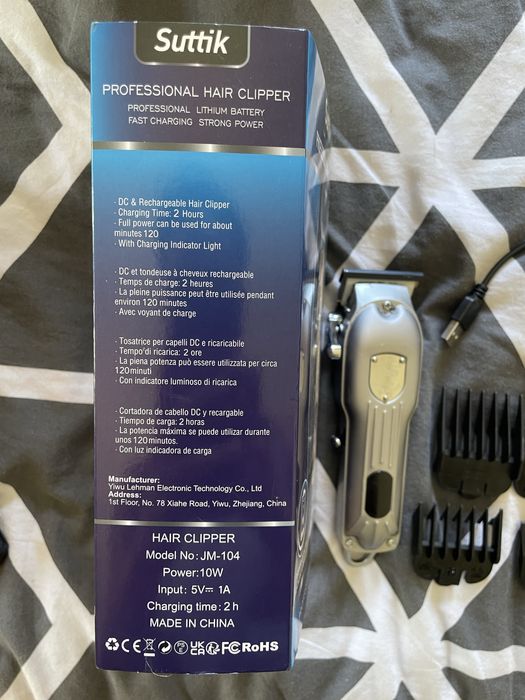 Suttik
PROFESSIONAL HAIR CLIPPER
PROFESSIONAL LITHIUM BATTERY
FAST CHARGING STRONG POWER
· DC & Rechargeable Hair Clipper
· Charging Time: 2 Hours
· Full power can be used for about
minutes 120
· With Charging Indicator Light
· DC et tondeuse à cheveux rechargeable
· Temps de charge: 2 heures
· La pleine puissance peut être utilisée pendant
environ 120 minutes
· Avec voyant de charge
· Tosatrice per capelli DC e ricaricabile
· Tempo'di ricarica: 2 ore
· La piena potenza può essere utilizzata per circa
120minuti
· Con indicatore luminoso di ricarica
· Cortadora de cabello DC y recargable
· Tiempo de carga: 2 horas
· La potencia máxima se puede utilizar durante
unos 120minutos.
· Con luz indicadora de carga
Manufacturer:
Yiwu Lehman Electronic Technology Co., Ltd
Address:
1st Floor, No. 78 Xiahe Road, Yiwu, Zhejiang, China
HAIR CLIPPER
Model No: JM-104
Power:10W
Input: 5V⎓ 1A
Charging time: 2 h
MADE IN CHINA
CE UKCA FC RoHS